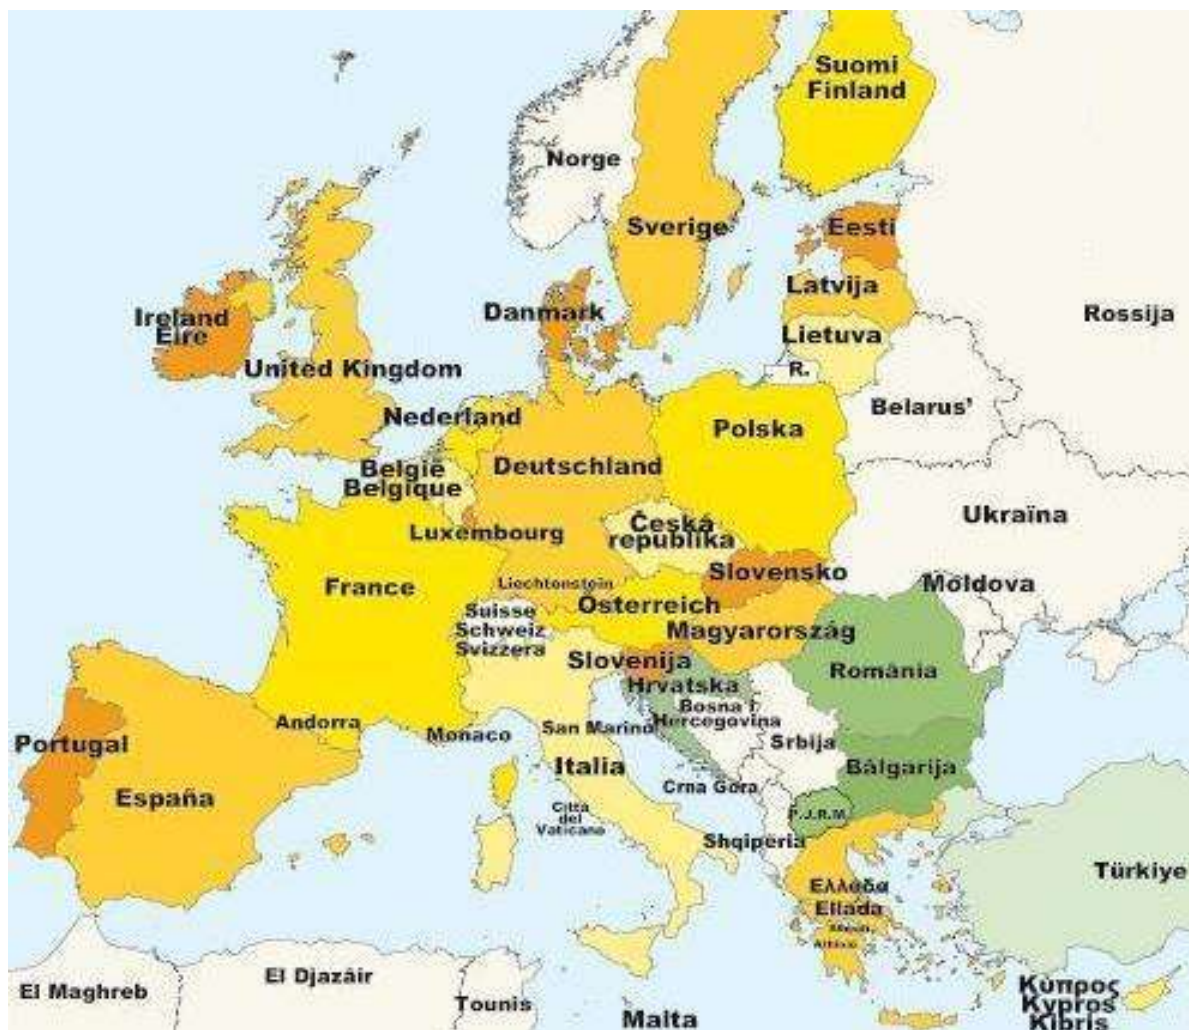 Suomi
Finland
Norge
Sverige
Eesti
Latvija
Lietuva
R.
Rossija
Danmark
Ireland
Eire
United Kingdom
Nederland
Belarus'
Polska
België
Belgique
Deutschland
Luxembourg
Česká
republika
Ukraïna
Slovensko
Liechtenstein
Moldova
France
Österreich
Suisse
Schweiz
Svizzera
Magyarország
Slovenija
România
Hrvatska
Bosna i
Hercegovina
Andorra
Monaco
San Marino
Srbija
Portugal
España
Italia
Bâlgarija
Crna Gora
Città
del
Vaticano
P.J.R.M.
Shqipëria
Türkiye
Ελλάδα
Ellada
El Maghreb
El Djazáir
Tounis
Malta
Κύπρος
Kypros
Kibris